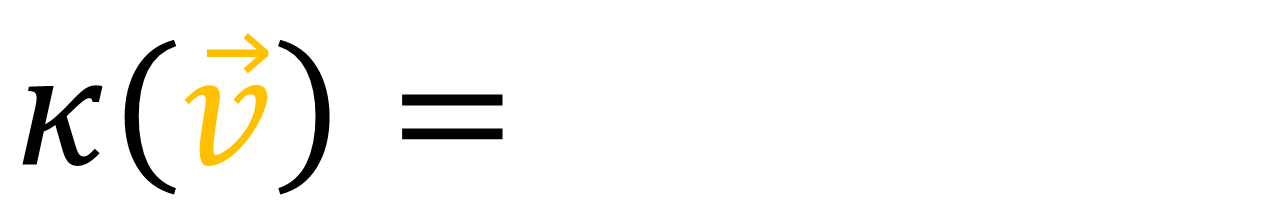 κ(v⃗) =